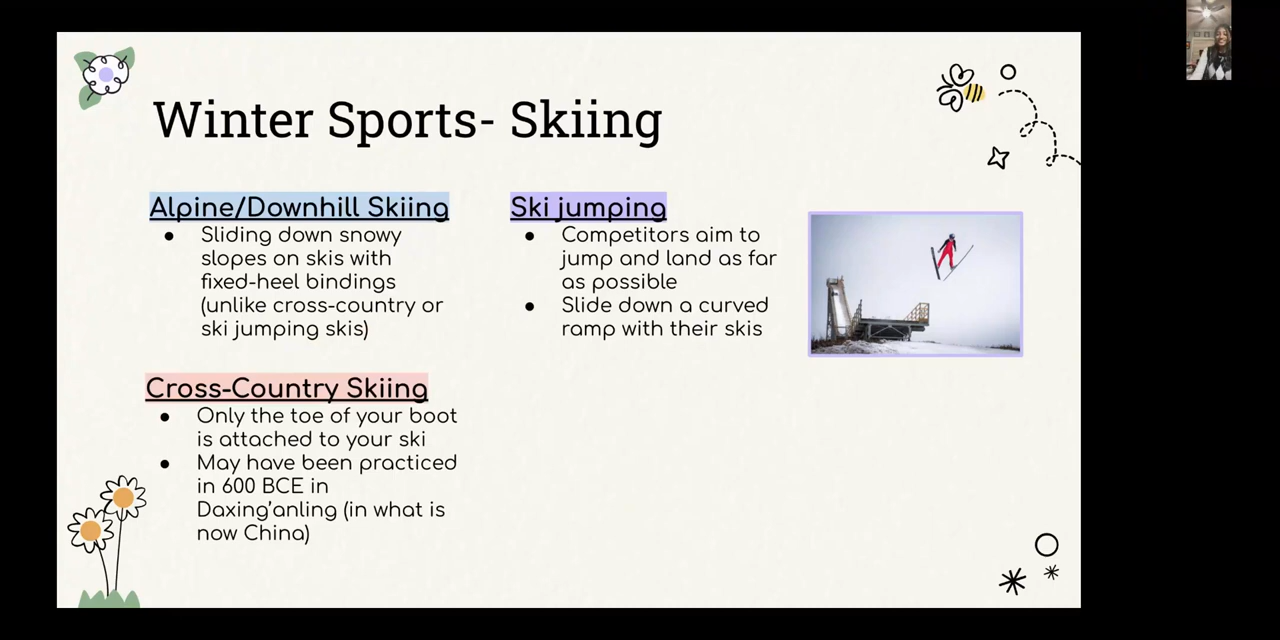 Winter Sports- Skiing
Alpine/Downhill Skiing
● Sliding down snowy
slopes on skis with
fixed-heel bindings
(unlike cross-country or
ski jumping skis)
Cross-Country Skiing
● Only the toe of your boot
is attached to your ski
● May have been practiced
in 600 BCE in
Daxing’anling (in what is
now China)
Ski jumping
● Competitors aim to
jump and land as far
as possible
● Slide down a curved
ramp with their skis